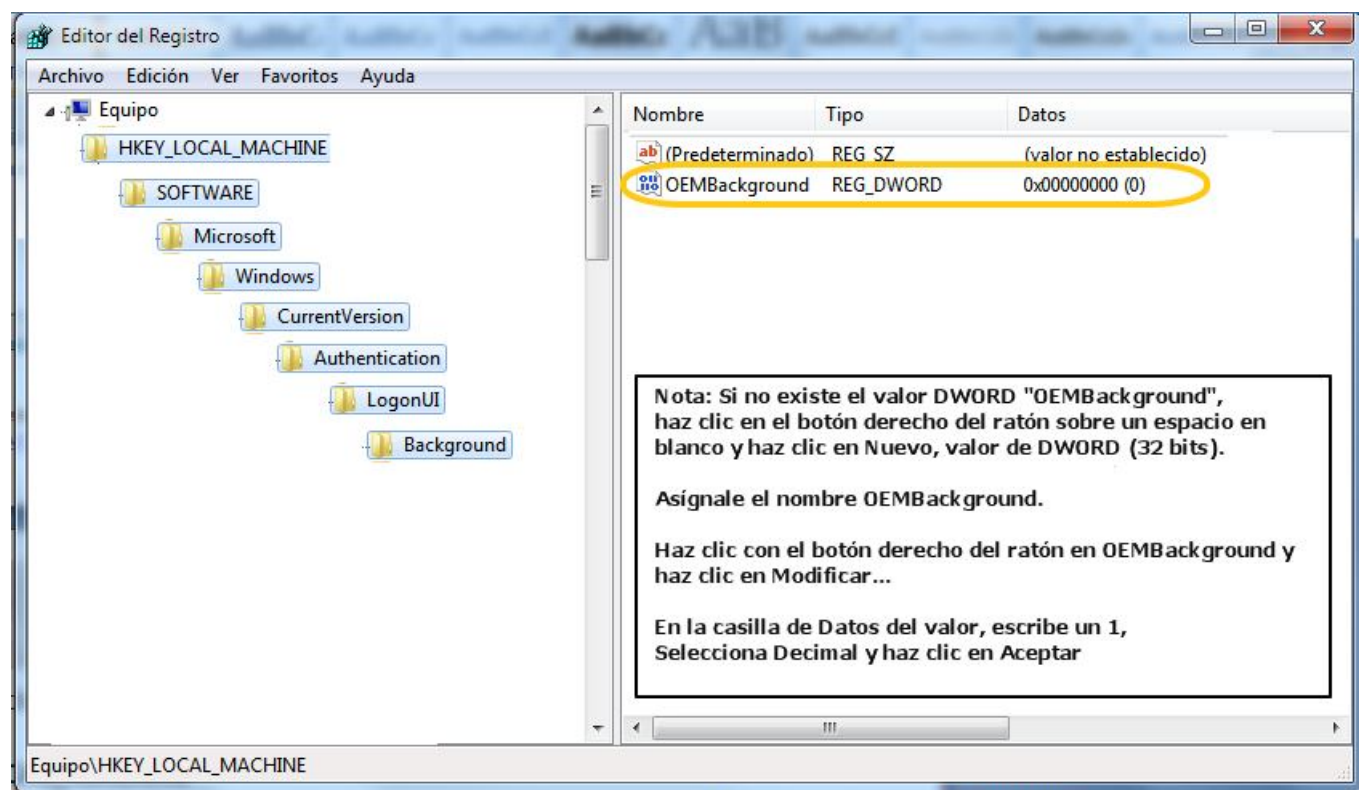 Editor del Registro
Archivo Edición Ver Favoritos Ayuda
Equipo
HKEY_LOCAL_MACHINE
SOFTWARE
Microsoft
Windows
CurrentVersion
Authentication
LogonUI
Background
Nombre Tipo Datos
(Predeterminado) REG_SZ (valor no establecido)
OEMBackground REG_DWORD 0x00000000 (0)
Nota: Si no existe el valor DWORD "OEMBackground",
haz clic en el botón derecho del ratón sobre un espacio en
blanco y haz clic en Nuevo, valor de DWORD (32 bits).
Asígnale el nombre OEMBackground.
Haz clic con el botón derecho del ratón en OEMBackground y
haz clic en Modificar...
En la casilla de Datos del valor, escribe un 1,
Selecciona Decimal y haz clic en Aceptar
Equipo\HKEY_LOCAL_MACHINE